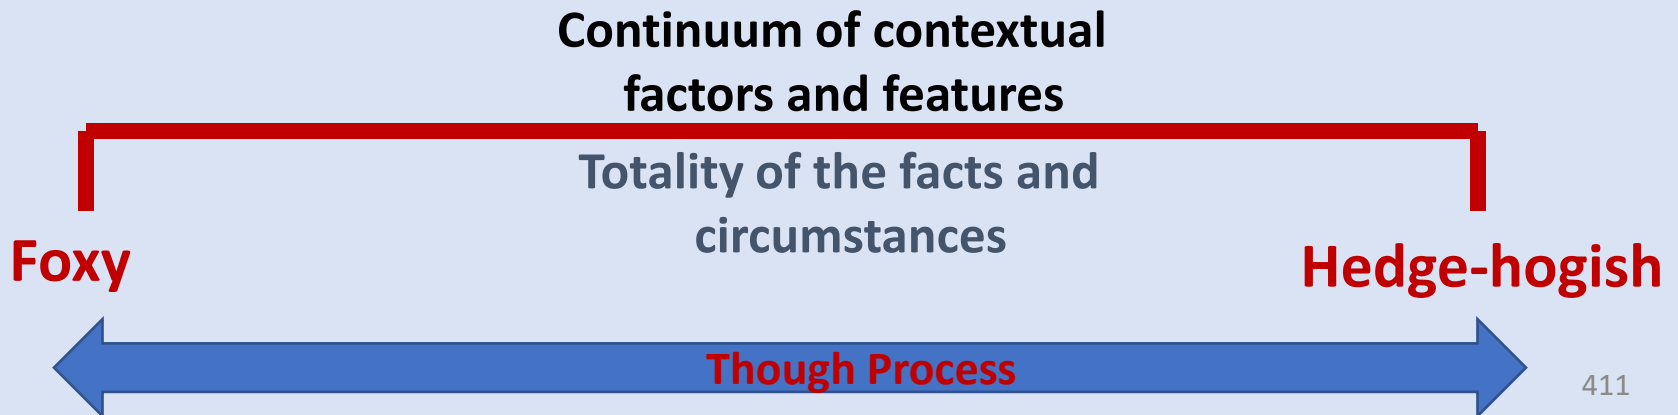 Continuum of contextual
factors and features
Totality of the facts and
circumstances
Foxy
Hedge-hogish
Though Process
411